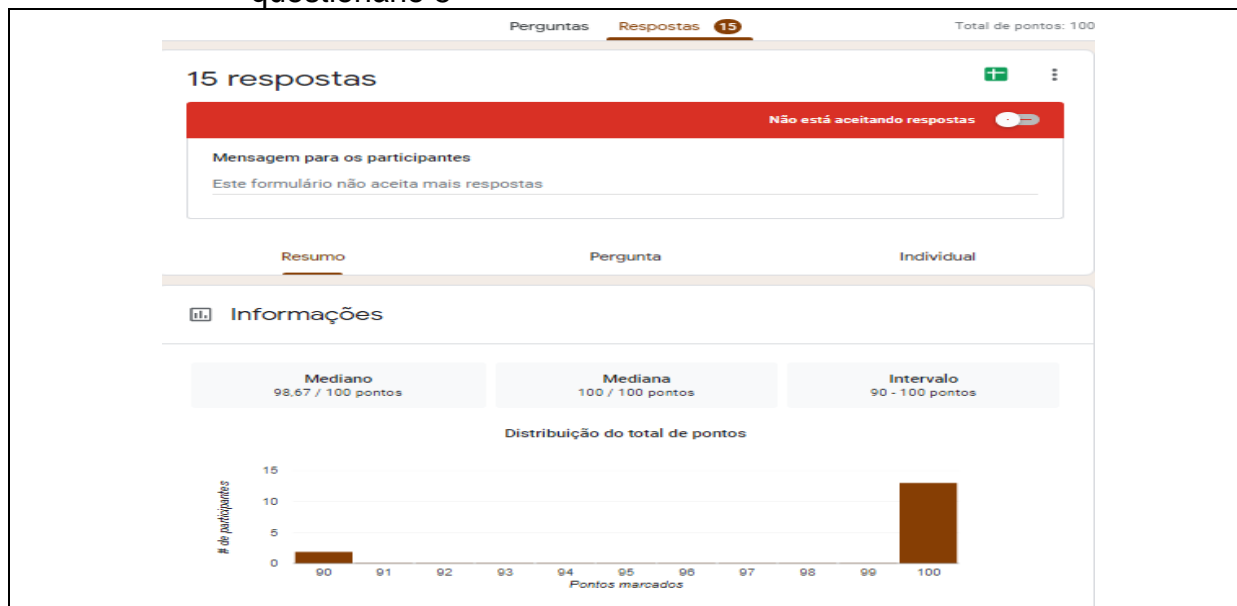 Perguntas Respostas 15 Total de pontos: 100
15 respostas
Não está aceitando respostas
Mensagem para os participantes
Este formulário não aceita mais respostas
Resumo Pergunta Individual
Informações
Mediano Mediana Intervalo
98,67 / 100 pontos 100 / 100 pontos 90 - 100 pontos
Distribuição do total de pontos
# de participantes
15
10
5
0
90 91 92 93 94 95 96 97 98 99 100
Pontos marcados